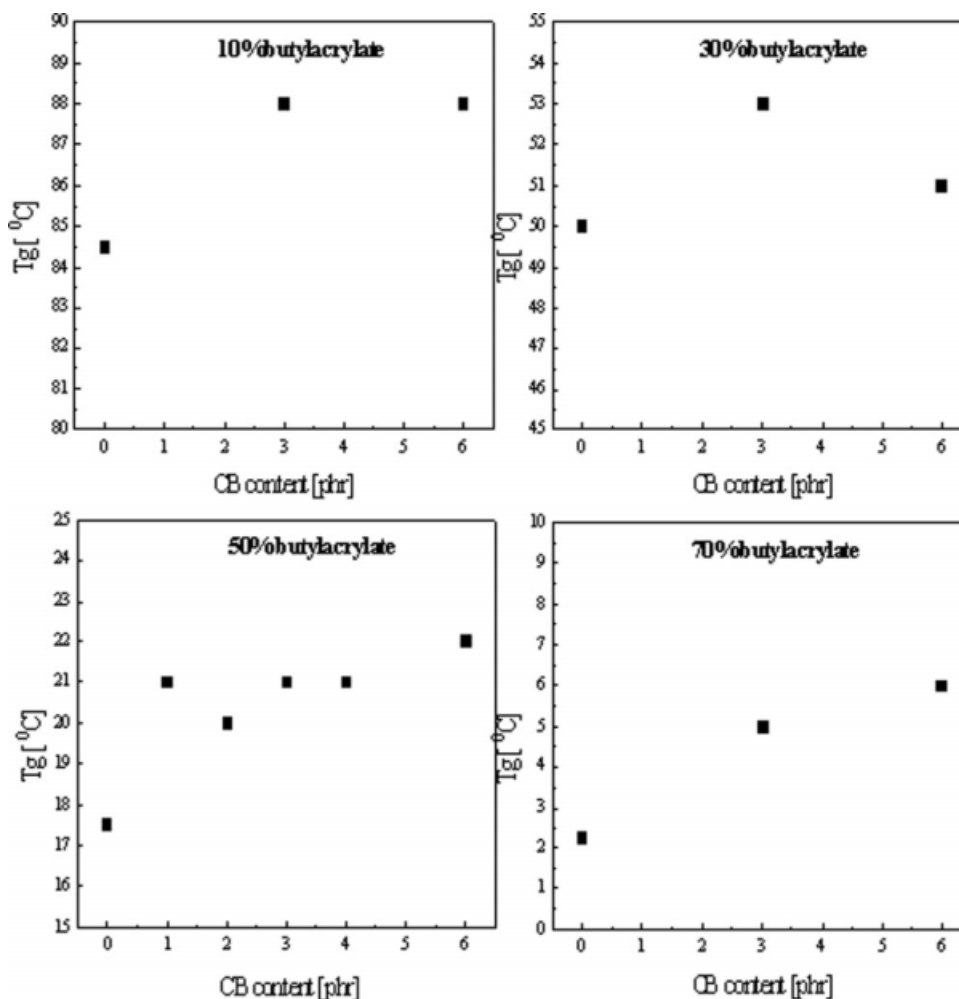 10%butylacrylate
90
89
88
87
86
85
84
83
82
81
80
Tg [ ⁰C]
0 1 2 3 4 5 6
CB content [phr]
30%butylacrylate
55
54
53
52
51
50
49
48
47
46
45
Tg [ ⁰C]
0 1 2 3 4 5 6
CB content [phr]
50%butylacrylate
25
24
23
22
21
20
19
18
17
16
15
Tg [ ⁰C]
0 1 2 3 4 5 6
CB content [phr]
70%butylacrylate
10
9
8
7
6
5
4
3
2
1
0
Tg [ ⁰C]
0 1 2 3 4 5 6
CB content [phr]